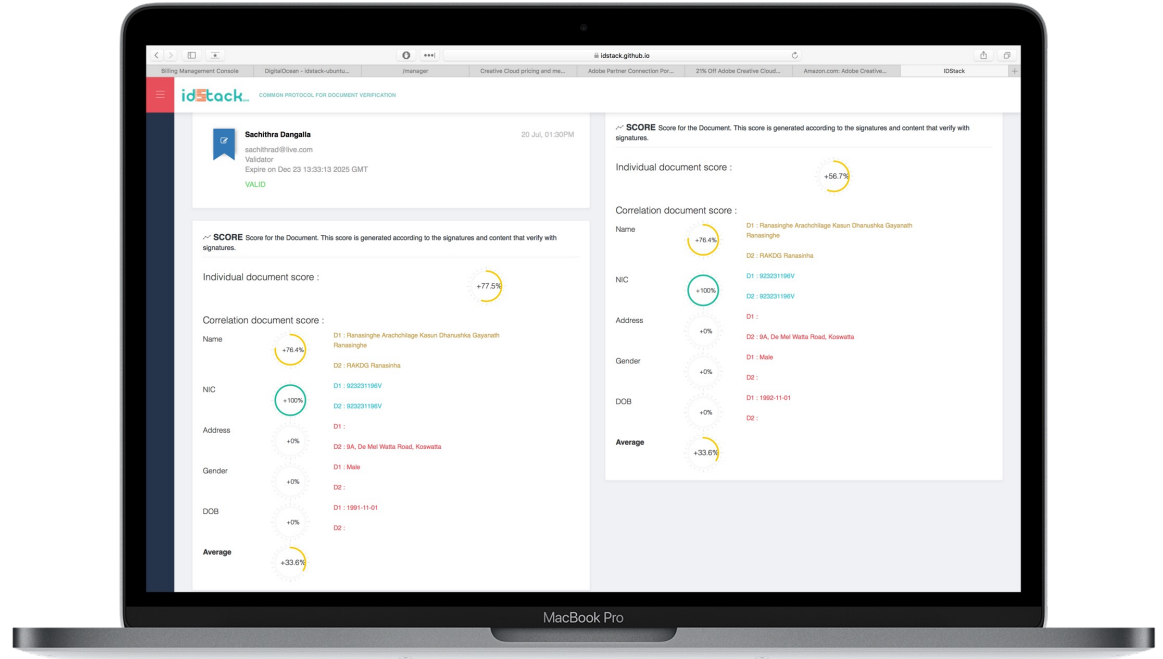 idstack.github.io
Billing Management Console
DigitalOcean - idstack-ubuntu...
/manager
Creative Cloud pricing and me...
Adobe Partner Connection Por...
21% Off Adobe Creative Cloud...
Amazon.com: Adobe Creative...
IDStack
+
idStack
COMMON PROTOCOL FOR DOCUMENT VERIFICATION
Sachithra Dangalla
20 Jul, 01:30PM
sachithrad@live.com
Validator
Expire on Dec 23 13:33:13 2025 GMT
VALID
SCORE Score for the Document. This score is generated according to the signatures and content that verify with
signatures.
Individual document score :
+77.5%
Correlation document score :
Name
+76.4%
D1 : Ranasinghe Arachchilage Kasun Dhanushka Gayanath
Ranasinghe
D2 : RAKDG Ranasinha
NIC
+100%
D1 : 923231196V
D2 : 923231196V
Address
+0%
D1 :
D2 : 9A, De Mel Watta Road, Koswatta
Gender
+0%
D1 : Male
D2 :
DOB
+0%
D1 : 1991-11-01
D2 :
Average
+33.6%
SCORE Score for the Document. This score is generated according to the signatures and content that verify with
signatures.
Individual document score :
+56.7%
Correlation document score :
Name
+76.4%
D1 : Ranasinghe Arachchilage Kasun Dhanushka Gayanath
Ranasinghe
D2 : RAKDG Ranasinha
NIC
+100%
D1 : 923231196V
D2 : 923231196V
Address
+0%
D1 :
D2 : 9A, De Mel Watta Road, Koswatta
Gender
+0%
D1 : Male
D2 :
DOB
+0%
D1 : 1992-11-01
D2 :
Average
+33.6%
MacBook Pro